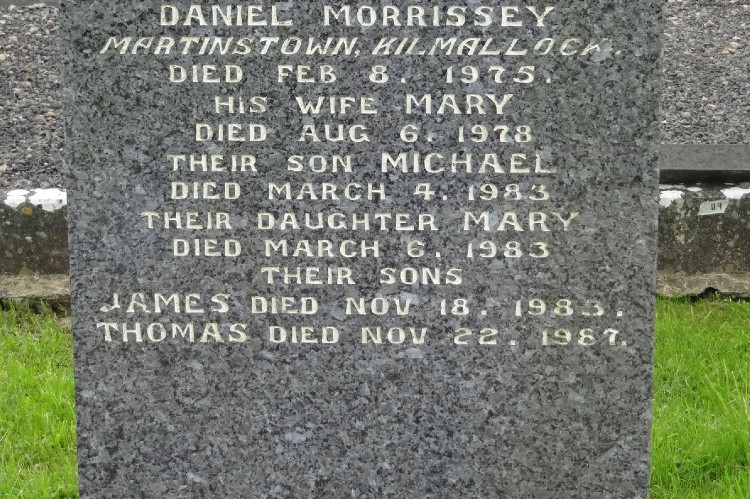 DANIEL MORRISSEY
MARTINSTOWN, KILMALLOCK.
DIED FEB 8. 1975.
HIS WIFE MARY
DIED AUG 6. 1978
THEIR SON MICHAEL
DIED MARCH 4. 1983
THEIR DAUGHTER MARY
DIED MARCH 6. 1983
THEIR SONS
JAMES DIED NOV 18. 1983.
THOMAS DIED NOV 22. 1987.
119